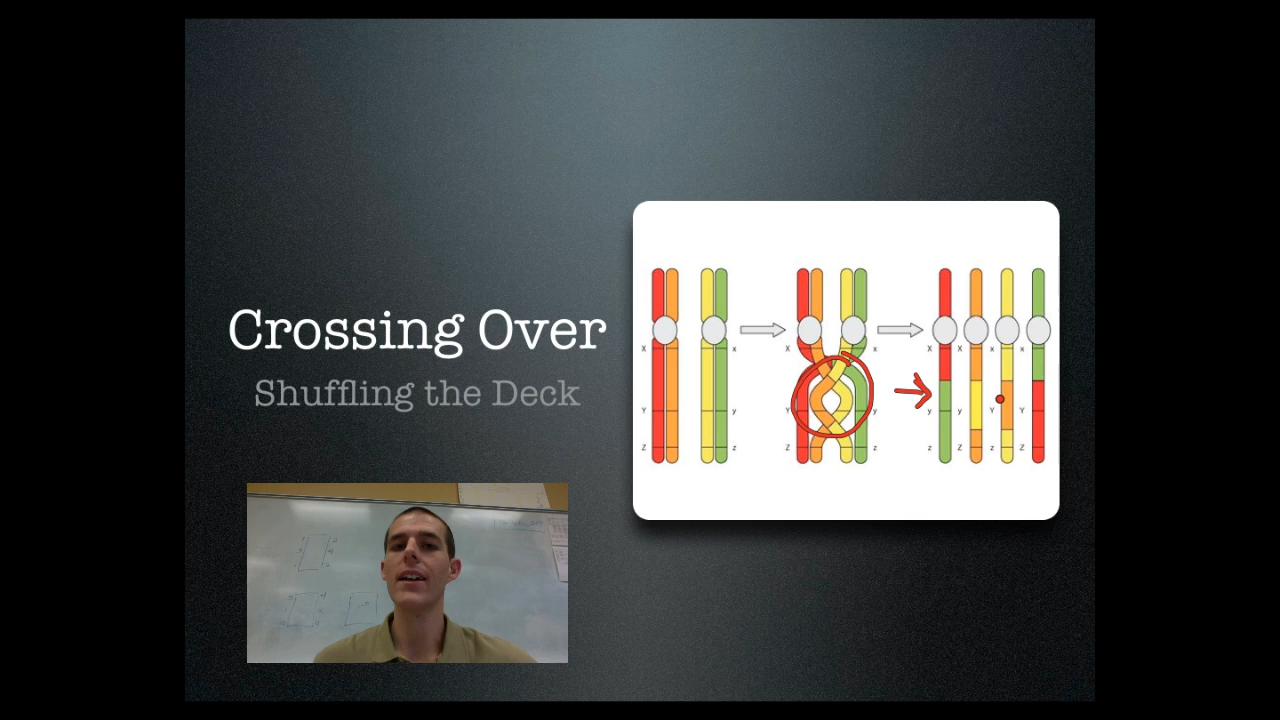 Crossing Over
Shuffling the Deck
X x X x X X x x
Y y Y y y y Y Y
Z z Z z z Z z Z